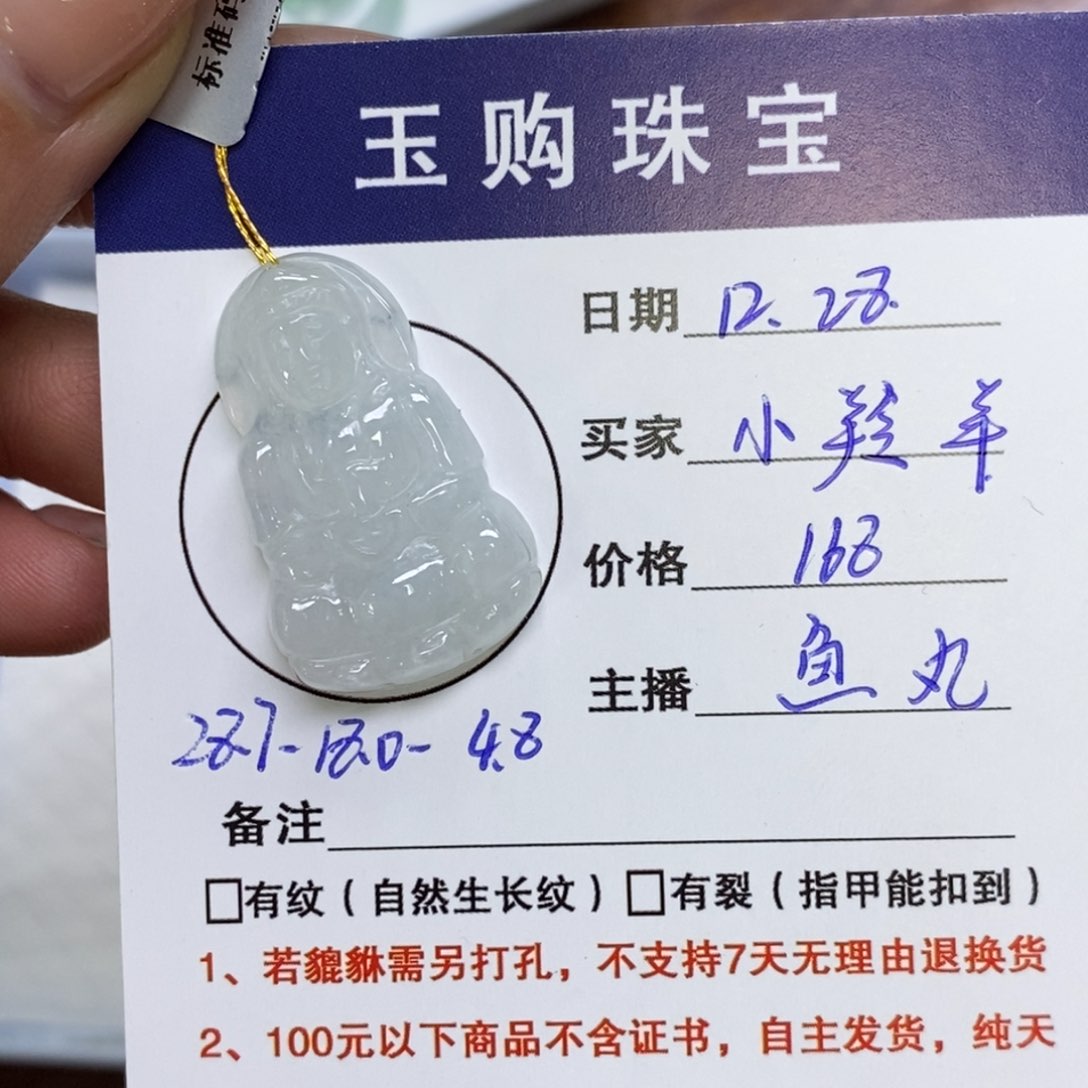 标准码
玉购珠宝
日期 12.28.
买家 小羚羊
价格 168
主播 鱼丸
28.7-18.0-4.8
备注
□有纹(自然生长纹)□有裂(指甲能扣到)
1、若貔貅需另打孔,不支持7天无理由退换货
2、100元以下商品不含证书,自主发货,纯天